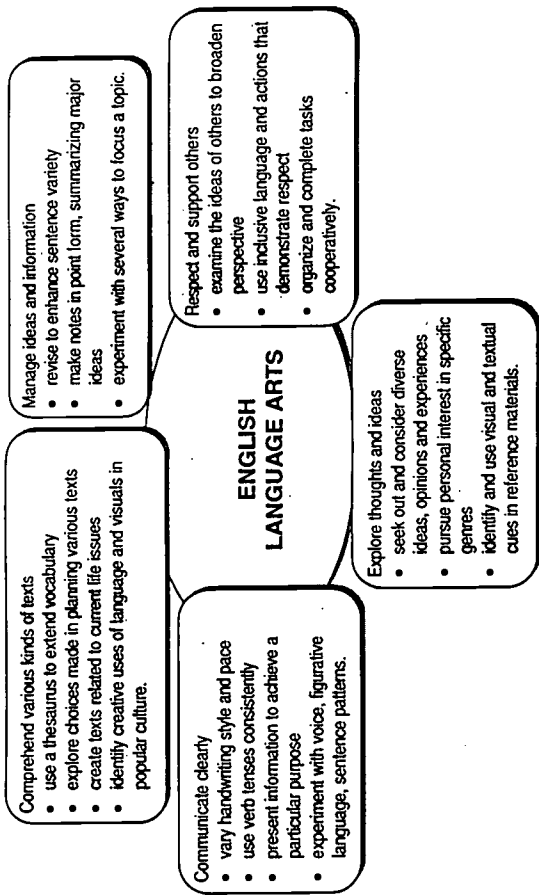 Comprehend various kinds of texts
• use a thesaurus to extend vocabulary
• explore choices made in planning various texts
• create texts related to current life issues
• identify creative uses of language and visuals in
popular culture.
Manage ideas and information
• revise to enhance sentence variety
• make notes in point form, summarizing major
ideas
• experiment with several ways to focus a topic.
Communicate clearly
• vary handwriting style and pace
• use verb tenses consistently
• present information to achieve a
particular purpose
• experiment with voice, figurative
language, sentence patterns.
ENGLISH
LANGUAGE ARTS
Respect and support others
• examine the ideas of others to broaden
perspective
• use inclusive language and actions that
demonstrate respect
• organize and complete tasks
cooperatively.
Explore thoughts and ideas
• seek out and consider diverse
ideas, opinions and experiences
• pursue personal interest in specific
genres
• identify and use visual and textual
cues in reference materials.